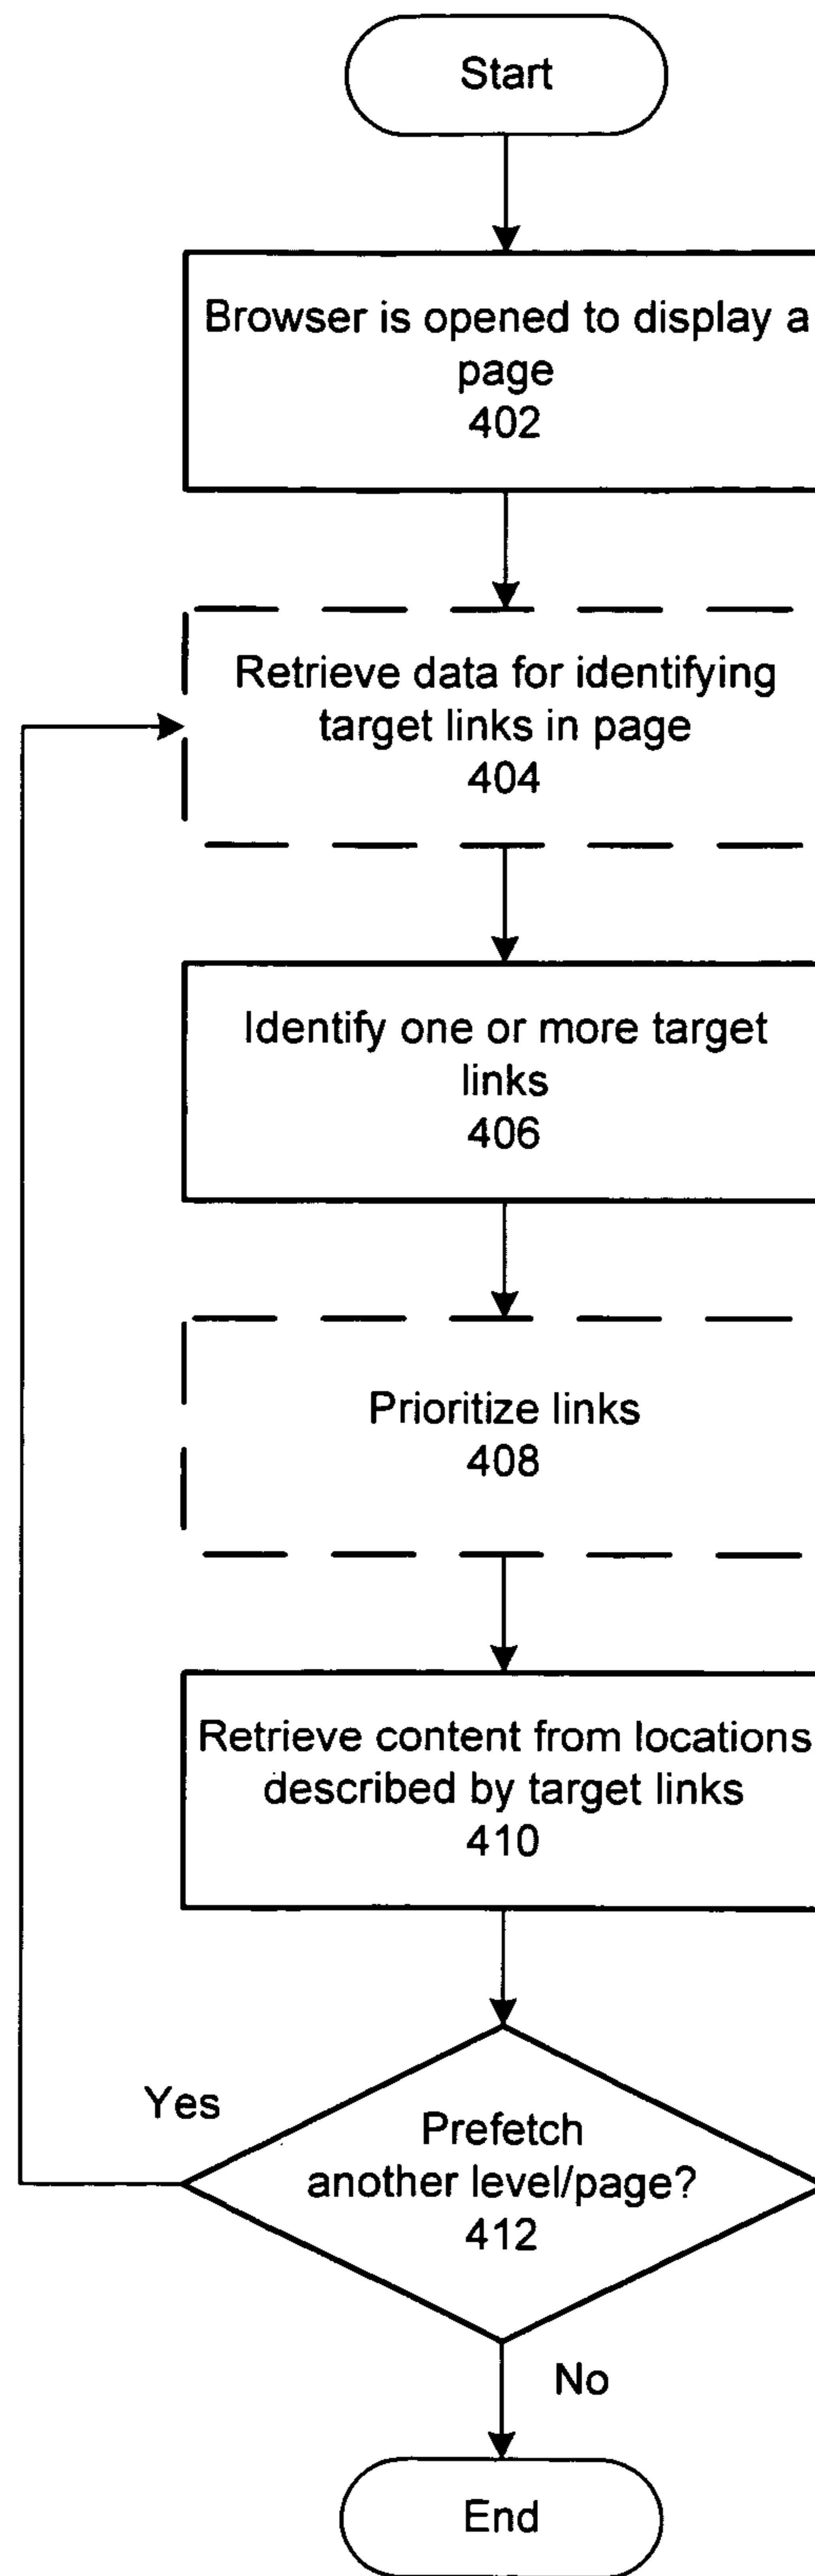 Start
Browser is opened to display a
page
402
Retrieve data for identifying
target links in page
404
Identify one or more target
links
406
Prioritize links
408
Retrieve content from locations
described by target links
410
Yes
Prefetch
another level/page?
412
No
End